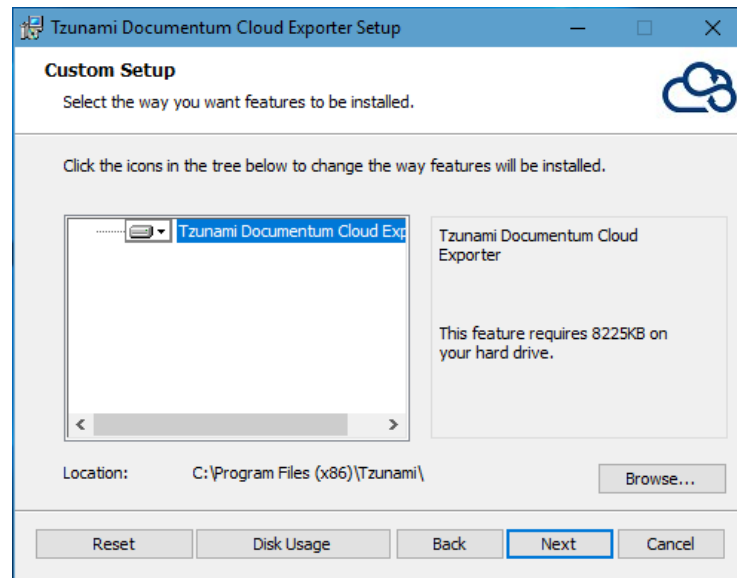 Tzunami Documentum Cloud Exporter Setup
Custom Setup
Select the way you want features to be installed.
Click the icons in the tree below to change the way features will be installed.
Tzunami Documentum Cloud Exp
Tzunami Documentum Cloud
Exporter
This feature requires 8225KB on
your hard drive.
Location: C:\Program Files (x86)\Tzunami\
Browse...
Reset Disk Usage Back Next Cancel